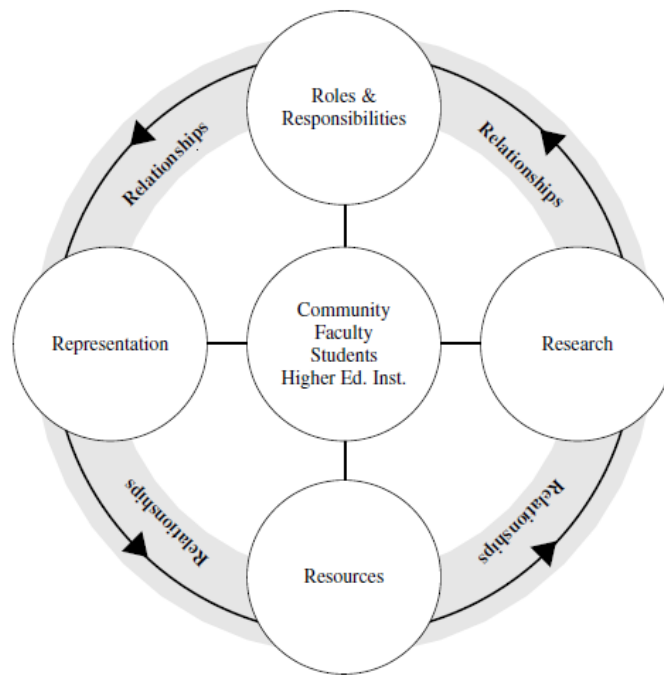 Roles &
Responsibilities
Relationships
Relationships
Community
Faculty
Students
Higher Ed. Inst.
Representation
Research
Relationships
Relationships
Resources